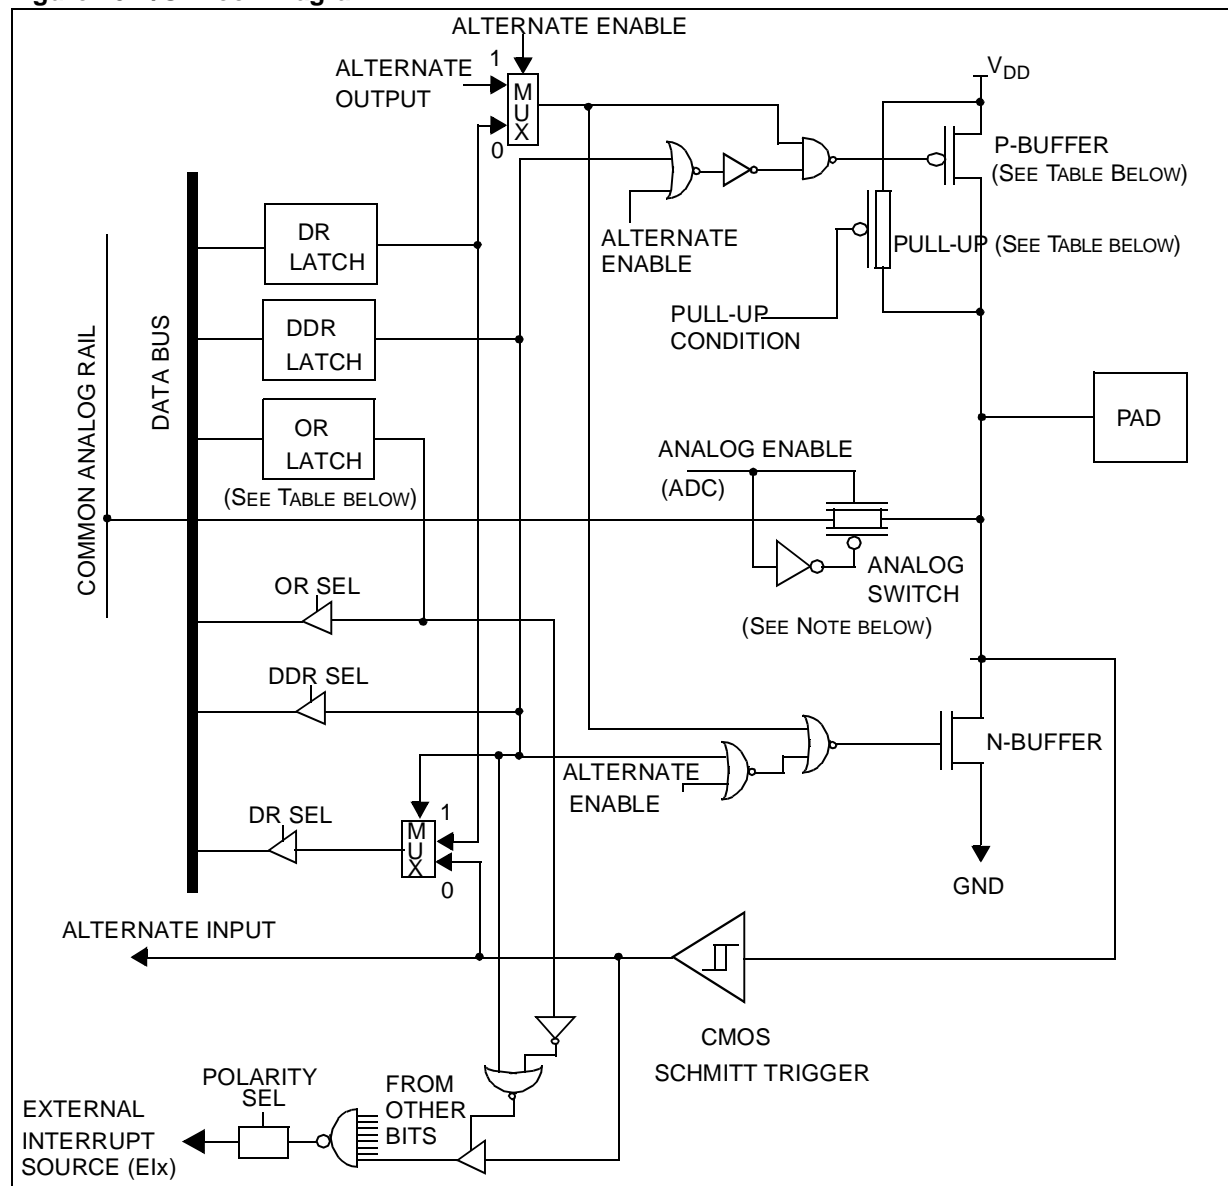 ALTERNATE ENABLE
1
ALTERNATE
OUTPUT
M
U
X
0
VDD
P-BUFFER
(SEE TABLE BELOW)
ALTERNATE
ENABLE
PULL-UP (SEE TABLE BELOW)
PULL-UP
CONDITION
DR
LATCH
DDR
LATCH
OR
LATCH
(SEE TABLE BELOW)
COMMON ANALOG RAIL
DATA BUS
PAD
ANALOG ENABLE
(ADC)
ANALOG
SWITCH
(SEE NOTE BELOW)
OR SEL
DDR SEL
DR SEL
M
U
X
1
0
ALTERNATE
ENABLE
N-BUFFER
GND
ALTERNATE INPUT
CMOS
SCHMITT TRIGGER
POLARITY
SEL
FROM
OTHER
BITS
EXTERNAL
INTERRUPT
SOURCE (EIx)